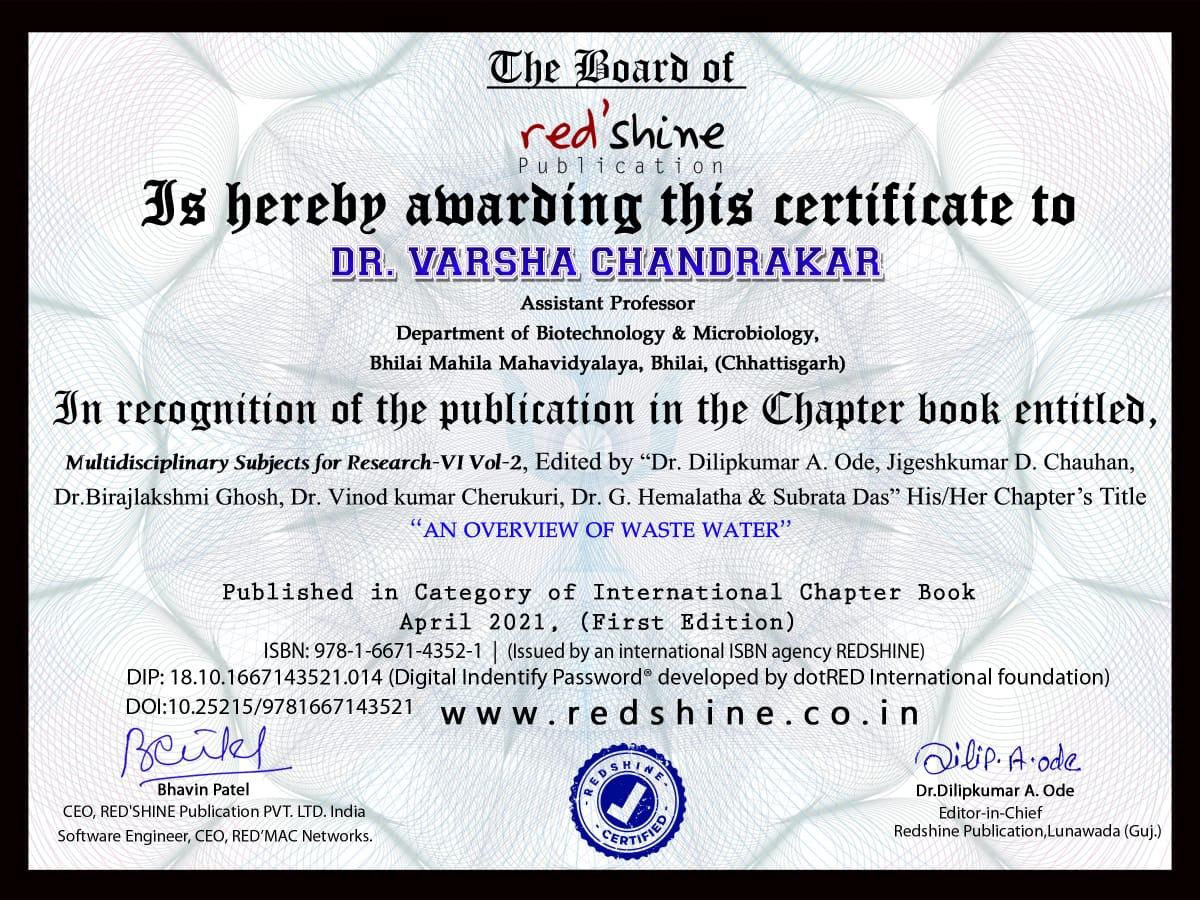 The Board of
red'shine
Publication
Is hereby awarding this certificate to
DR. VARSHA CHANDRAKAR
Assistant Professor
Department of Biotechnology & Microbiology,
Bhilai Mahila Mahavidyalaya, Bhilai, (Chhattisgarh)
In recognition of the publication in the Chapter book entitled,
Multidisciplinary Subjects for Research-VI Vol-2, Edited by “Dr. Dilipkumar A. Ode, Jigeshkumar D. Chauhan,
Dr.Birajlakshmi Ghosh, Dr. Vinod kumar Cherukuri, Dr. G. Hemalatha & Subrata Das” His/Her Chapter’s Title
“AN OVERVIEW OF WASTE WATER”
Published in Category of International Chapter Book
April 2021, (First Edition)
ISBN: 978-1-6671-4352-1 | (Issued by an international ISBN agency REDSHINE)
DIP: 18.10.1667143521.014 (Digital Indentify Password® developed by dotRED International foundation)
DOI:10.25215/9781667143521
www.redshine.co.in
Bhavin Patel
CEO, RED'SHINE Publication PVT. LTD. India
Software Engineer, CEO, RED’MAC Networks.
REDSHINE
CERTIFIED
Dilip.A.ode
Dr.Dilipkumar A. Ode
Editor-in-Chief
Redshine Publication,Lunawada (Guj.)